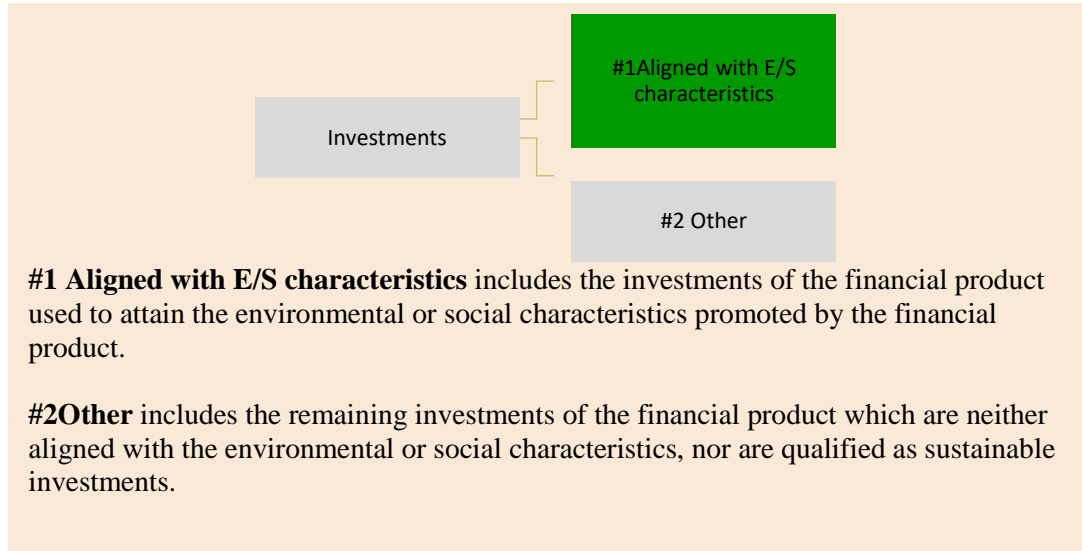 #1Aligned with E/S
characteristics
Investments
#2 Other
#1 Aligned with E/S characteristics includes the investments of the financial product
used to attain the environmental or social characteristics promoted by the financial
product.
#2Other includes the remaining investments of the financial product which are neither
aligned with the environmental or social characteristics, nor are qualified as sustainable
investments.